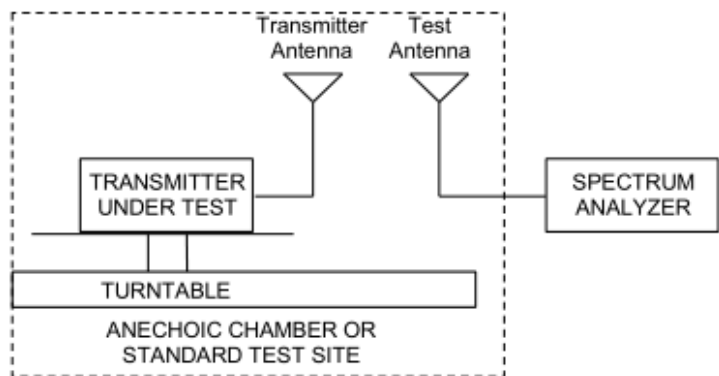 Transmitter
Antenna
Test
Antenna
TRANSMITTER
UNDER TEST
SPECTRUM
ANALYZER
TURNTABLE
ANECHOIC CHAMBER OR
STANDARD TEST SITE